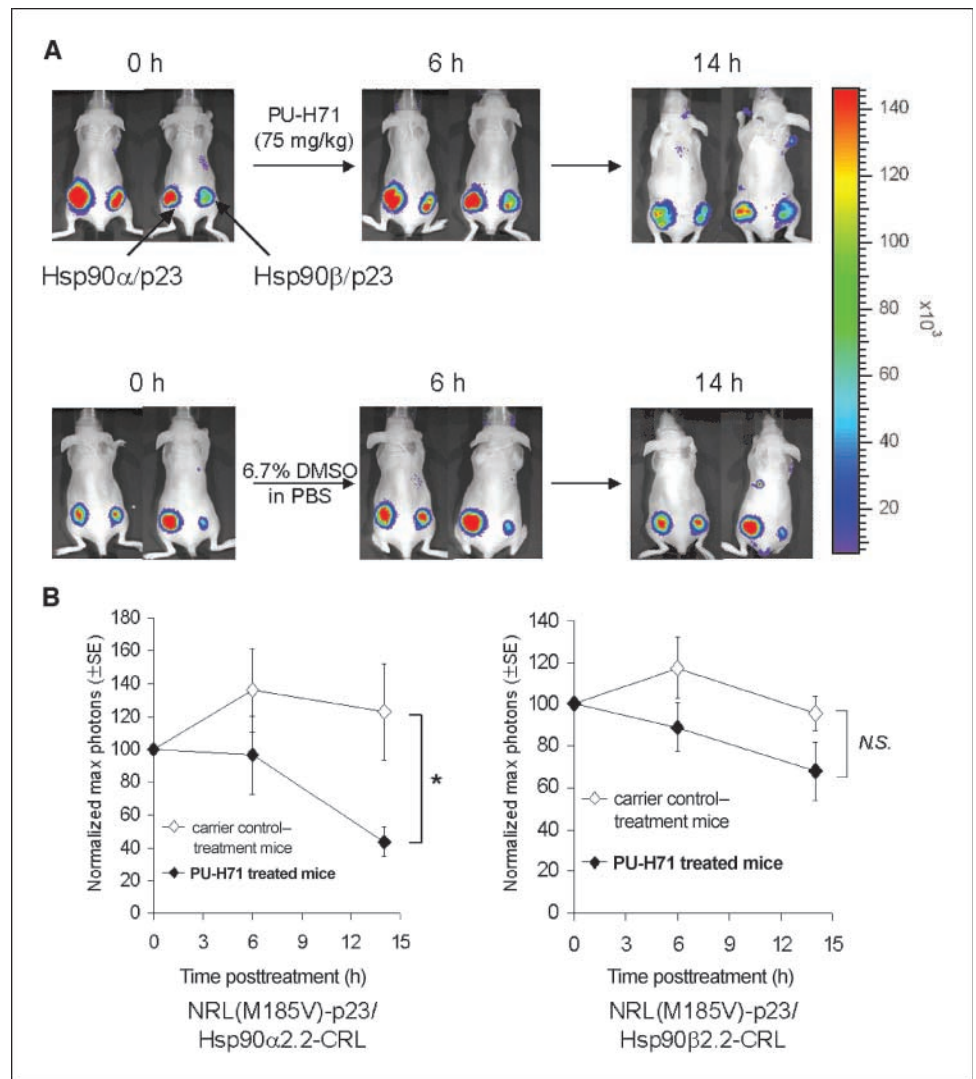 A
0 h
6 h
14 h
PU-H71
(75 mg/kg)
Hsp90α/p23
Hsp90β/p23
140
120
100
80
60
40
20
x10³
0 h
6 h
14 h
6.7% DMSO
in PBS
B
Normalized max photons (±SE)
180
160
140
120
100
80
60
40
20
0
*
carrier control–
treatment mice
PU-H71 treated mice
0 3 6 9 12 15
Time posttreatment (h)
NRL(M185V)-p23/
Hsp90α2.2-CRL
Normalized max photons (±SE)
140
120
100
80
60
40
20
0
N.S.
carrier control–
treatment mice
PU-H71 treated mice
0 3 6 9 12 15
Time posttreatment (h)
NRL(M185V)-p23/
Hsp90β2.2-CRL